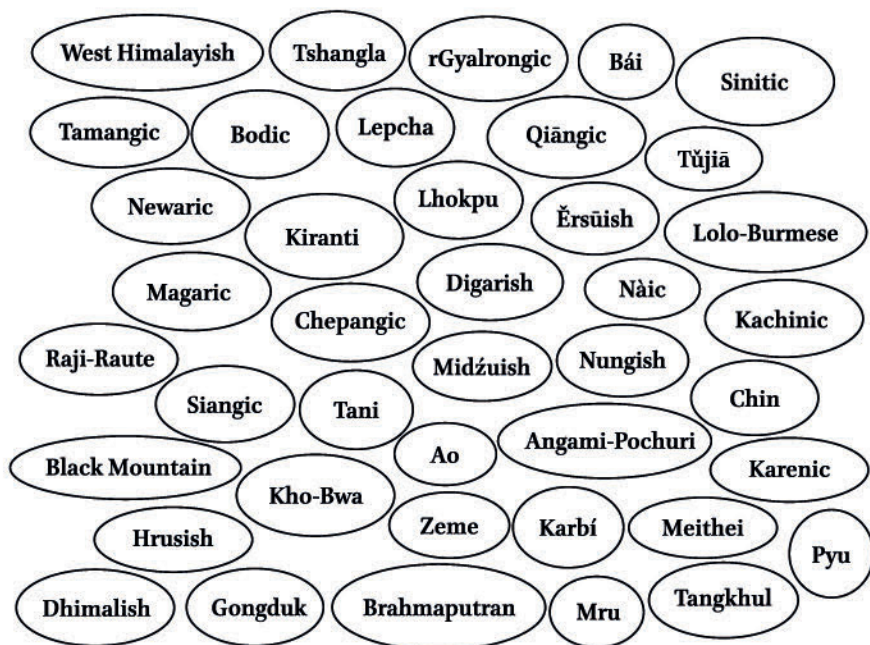 West Himalayish
Tshangla
rGyalrongic
Bái
Sinitic
Tamangic
Bodic
Lepcha
Qiāngic
Tǔjiā
Newaric
Kiranti
Lhokpu
Ěrsūish
Lolo-Burmese
Magaric
Chepangic
Digarish
Nàic
Kachinic
Raji-Raute
Midźuish
Nungish
Siangic
Tani
Chin
Black Mountain
Ao
Angami-Pochuri
Karenic
Kho-Bwa
Hrusish
Zeme
Karbí
Meithei
Pyu
Dhimalish
Gongduk
Brahmaputran
Mru
Tangkhul